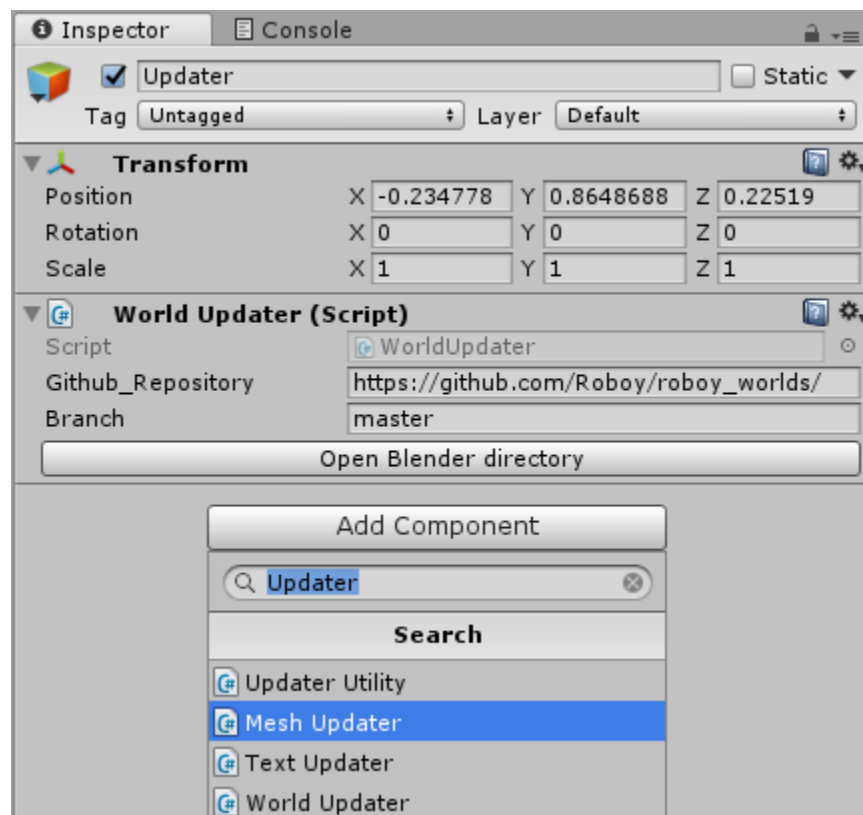 Inspector Console
Updater Static
Tag Untagged Layer Default
Transform
Position X -0.234778 Y 0.8648688 Z 0.22519
Rotation X 0 Y 0 Z 0
Scale X 1 Y 1 Z 1
World Updater (Script)
Script WorldUpdater
Github_Repository https://github.com/Roboy/roboy_worlds/
Branch master
Open Blender directory
Add Component
Updater
Search
Updater Utility
Mesh Updater
Text Updater
World Updater